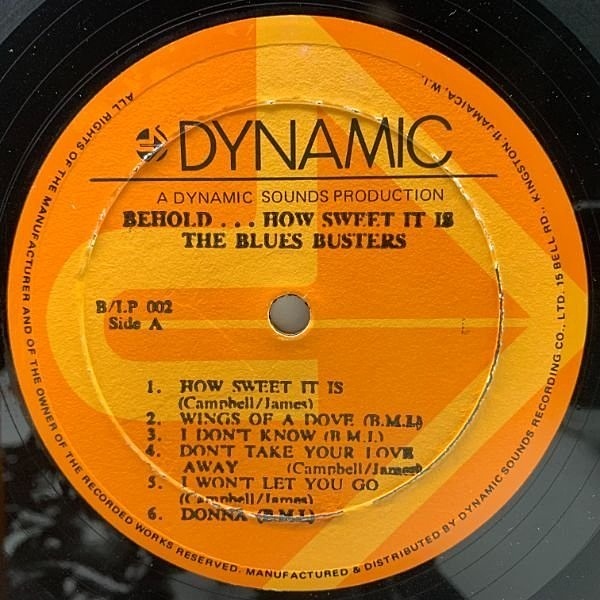 DYNAMIC
A DYNAMIC SOUNDS PRODUCTION
BEHOLD... HOW SWEET IT IS
THE BLUES BUSTERS
B/LP 002
Side A
1. HOW SWEET IT IS
(Campbell/James)
2. WINGS OF A DOVE (B.M.I.)
3. I DON'T KNOW (B.M.I.)
4. DON'T TAKE YOUR LOVE
AWAY (Campbell/James)
5. I WON'T LET YOU GO
(Campbell/James)
6. DONNA (B.M.I.)
ALL RIGHTS OF THE MANUFACTURER AND OF THE OWNER OF THE RECORDED WORKS RESERVED. MANUFACTURED & DISTRIBUTED BY DYNAMIC SOUNDS RECORDING CO., LTD. 15 BELL RD., KINGSTON, 11 JAMAICA, W.I.